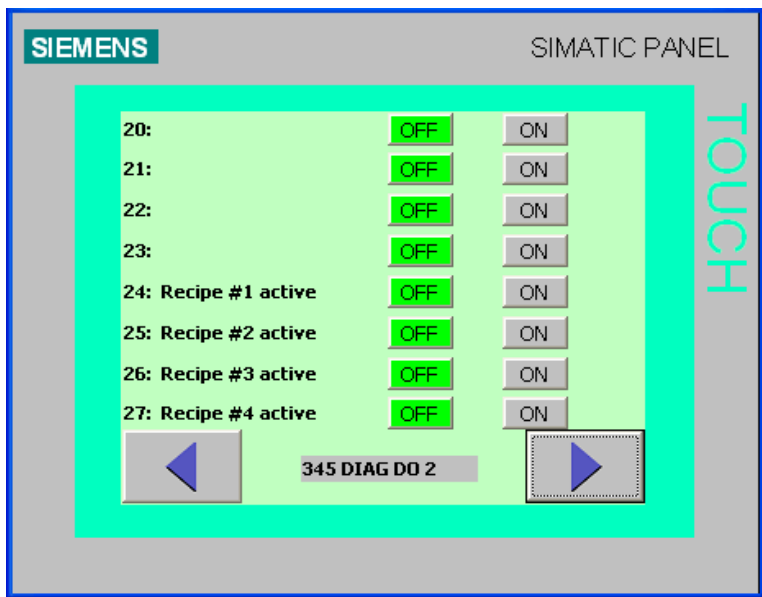 SIEMENS SIMATIC PANEL
TOUCH
20: OFF ON
21: OFF ON
22: OFF ON
23: OFF ON
24: Recipe #1 active OFF ON
25: Recipe #2 active OFF ON
26: Recipe #3 active OFF ON
27: Recipe #4 active OFF ON
345 DIAG DO 2